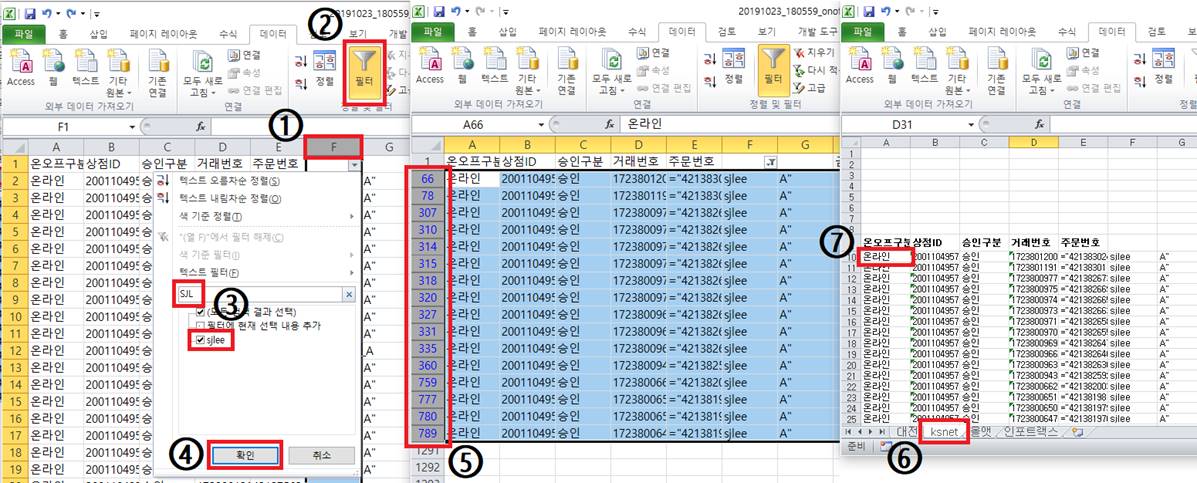 ② 20191023_180559_
파일 홈 삽입 페이지 레이아웃 수식 데이터 보기 개발
Access 웹 텍스트 기타 원본 기존 연결 모두 새로 고침 연결 속성 연결 편집 정렬 필터
외부 데이터 가져오기 연결 정렬 및 필터
①
F1 fx
A B C D E F G
1 온오프구분 상점ID 승인구분 거래번호 주문번호
2 온라인 200110495 승
3 온라인 200110495 승
4 온라인 200110495 승
5 온라인 200110495 승
6 온라인 200110495 승
7 온라인 200110495 승
8 온라인 200110495 승
9 온라인 200110495 승
10 온라인 200110495 승
11 온라인 200110495 승
12 온라인 200110495 승
13 온라인 200110495 승
14 온라인 200110495 승
15 온라인 200110495 승
16 온라인 200110495 승
17 온라인 200110495 승
18 온라인 200110495 승
19 온라인 200110495 승
텍스트 오름차순 정렬(S)
텍스트 내림차순 정렬(O)
색 기준 정렬(T)
"(열 F)"에서 필터 해제(C)
색 기준 필터(I)
텍스트 필터(F)
SJL
③
필터에 현재 선택 내용 추가
sjlee
④ 확인 취소
20191023_180559_onof
파일 홈 삽입 페이지 레이아웃 수식 데이터 검토 보기 개발 도구
Access 웹 텍스트 기타 원본 기존 연결 모두 새로 고침 연결 속성 연결 편집 정렬 필터 지우기 다시 적용 고급
외부 데이터 가져오기 연결 정렬 및 필터
A66 fx 온라인
A B C D E F G
1 온오프구분 상점ID 승인구분 거래번호 주문번호
66 온라인 200110495 승인 172380120 ="4213830 sjlee A"
78 온라인 200110495 승인 172380119 ="4213830 sjlee A"
307 온라인 200110495 승인 172380097 ="4213826 sjlee A"
310 온라인 200110495 승인 172380097 ="4213826 sjlee A"
314 온라인 200110495 승인 172380097 ="4213826 sjlee A"
315 온라인 200110495 승인 172380097 ="4213826 sjlee A"
318 온라인 200110495 승인 172380097 ="4213826 sjlee A"
320 온라인 200110495 승인 172380097 ="4213826 sjlee A"
327 온라인 200110495 승인 172380096 ="4213826 sjlee A"
331 온라인 200110495 승인 172380096 ="4213826 sjlee A"
335 온라인 200110495 승인 172380096 ="4213826 sjlee A"
360 온라인 200110495 승인 172380094 ="4213825 sjlee A"
759 온라인 200110495 승인 172380066 ="4213820 sjlee A"
777 온라인 200110495 승인 172380065 ="4213819 sjlee A"
780 온라인 200110495 승인 172380065 ="4213819 sjlee A"
789 온라인 200110495 승인 172380064 ="4213819 sjlee A"
1291
1292
⑤
파일 홈 삽입 페이지 레이아웃 수식 데이터 검토
Access 웹 텍스트 기타 원본 기존 연결 모두 새로 고침 연결 속성 연결 편집 정렬
외부 데이터 가져오기 연결
D31 fx
A B C D E F G
1
2
3
4
5
6
7
8
⑦
온오프구분 상점ID 승인구분 거래번호 주문번호
10 온라인 2001104957 승인 1723801200 ="42138302 sjlee A"
11 온라인 2001104957 승인 1723801191 ="42138301 sjlee A"
12 온라인 2001104957 승인 1723800977 ="42138267 sjlee A"
13 온라인 2001104957 승인 1723800975 ="42138266 sjlee A"
14 온라인 2001104957 승인 1723800974 ="42138266 sjlee A"
15 온라인 2001104957 승인 1723800973 ="42138266 sjlee A"
16 온라인 2001104957 승인 1723800971 ="42138265 sjlee A"
17 온라인 2001104957 승인 1723800970 ="42138265 sjlee A"
18 온라인 2001104957 승인 1723800969 ="42138264 sjlee A"
19 온라인 2001104957 승인 1723800966 ="42138264 sjlee A"
20 온라인 2001104957 승인 1723800963 ="42138263 sjlee A"
21 온라인 2001104957 승인 1723800943 ="42138259 sjlee A"
22 온라인 2001104957 승인 1723800662 ="42138200 sjlee A"
23 온라인 2001104957 승인 1723800651 ="42138198 sjlee A"
24 온라인 2001104957 승인 1723800650 ="42138197 sjlee A"
25 온라인 2001104957 승인 1723800647 ="42138197 sjlee A"
대전 ksnet 올앳 인포트랙스
준비 ⑥